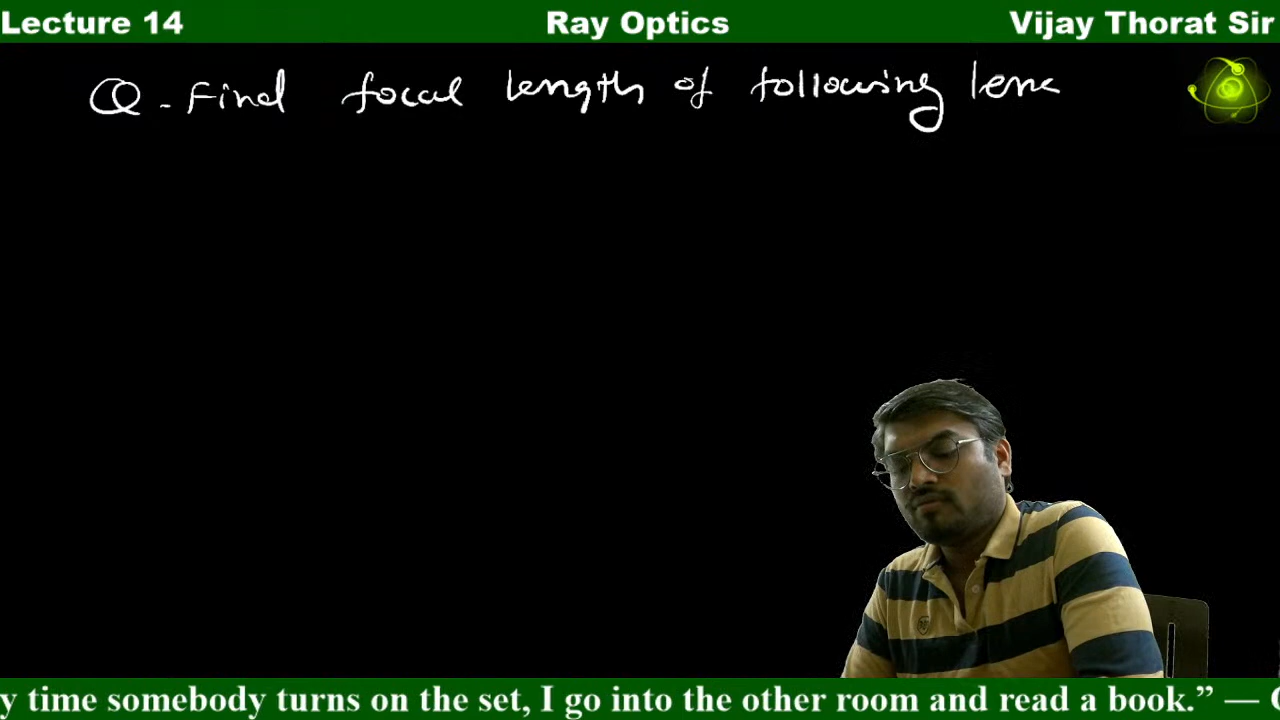 Lecture 14 Ray Optics Vijay Thorat Sir
Q - Find focal length of following lenc
y time somebody turns on the set, I go into the other room and read a book.” —